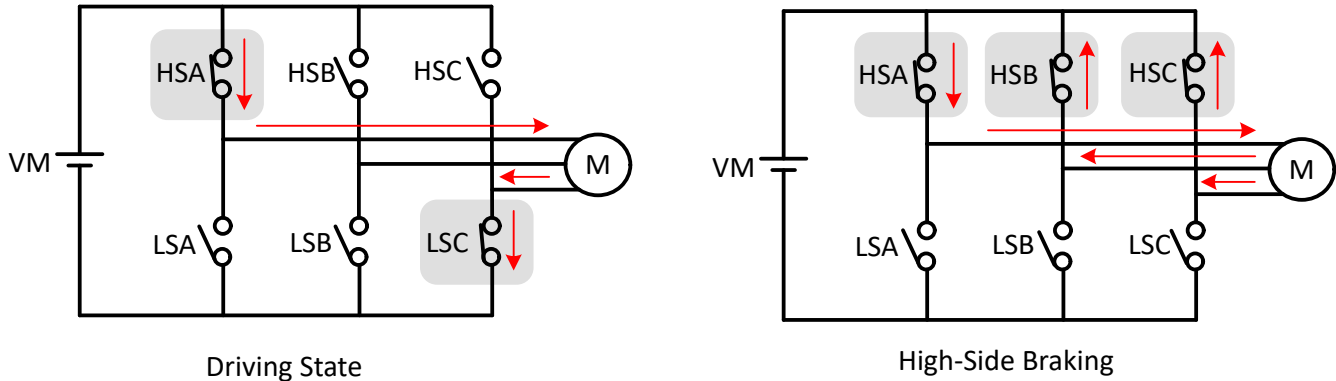 HSA HSB HSC
VM M
LSA LSB LSC
Driving State
HSA HSB HSC
VM M
LSA LSB LSC
High-Side Braking